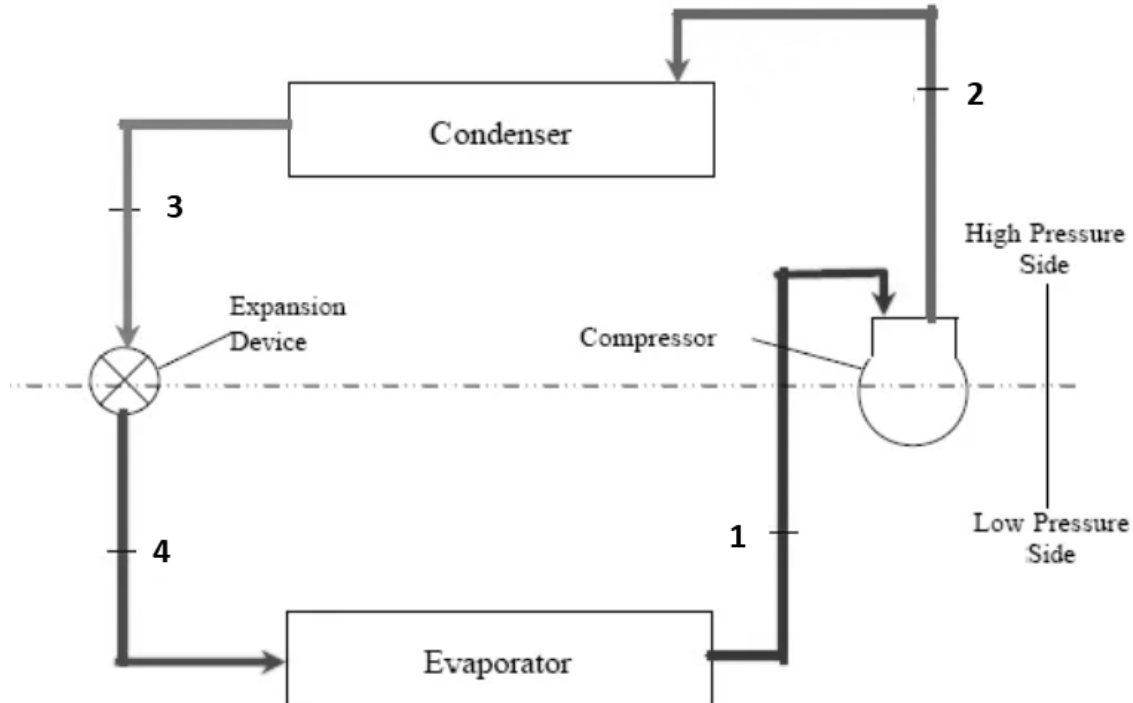 2
Condenser
3
High Pressure
Side
Expansion
Device
Compressor
1
Low Pressure
Side
4
Evaporator